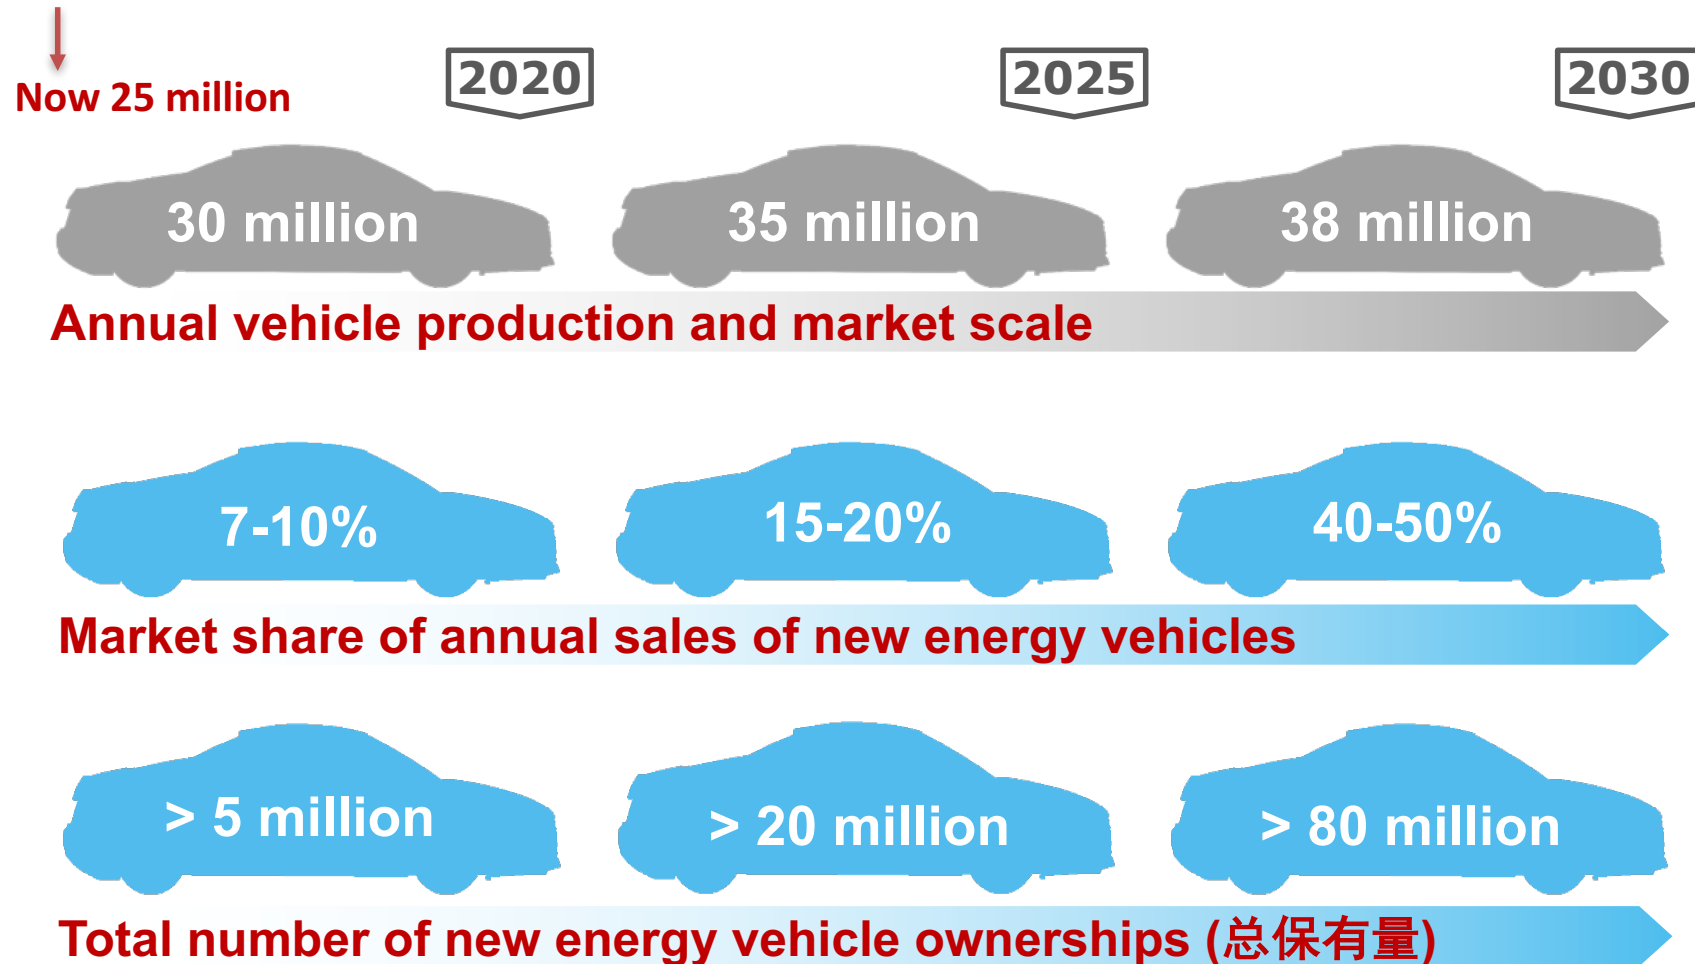 Now 25 million
2020
2025
2030
30 million
35 million
38 million
Annual vehicle production and market scale
7-10%
15-20%
40-50%
Market share of annual sales of new energy vehicles
> 5 million
> 20 million
> 80 million
Total number of new energy vehicle ownerships (总保有量)